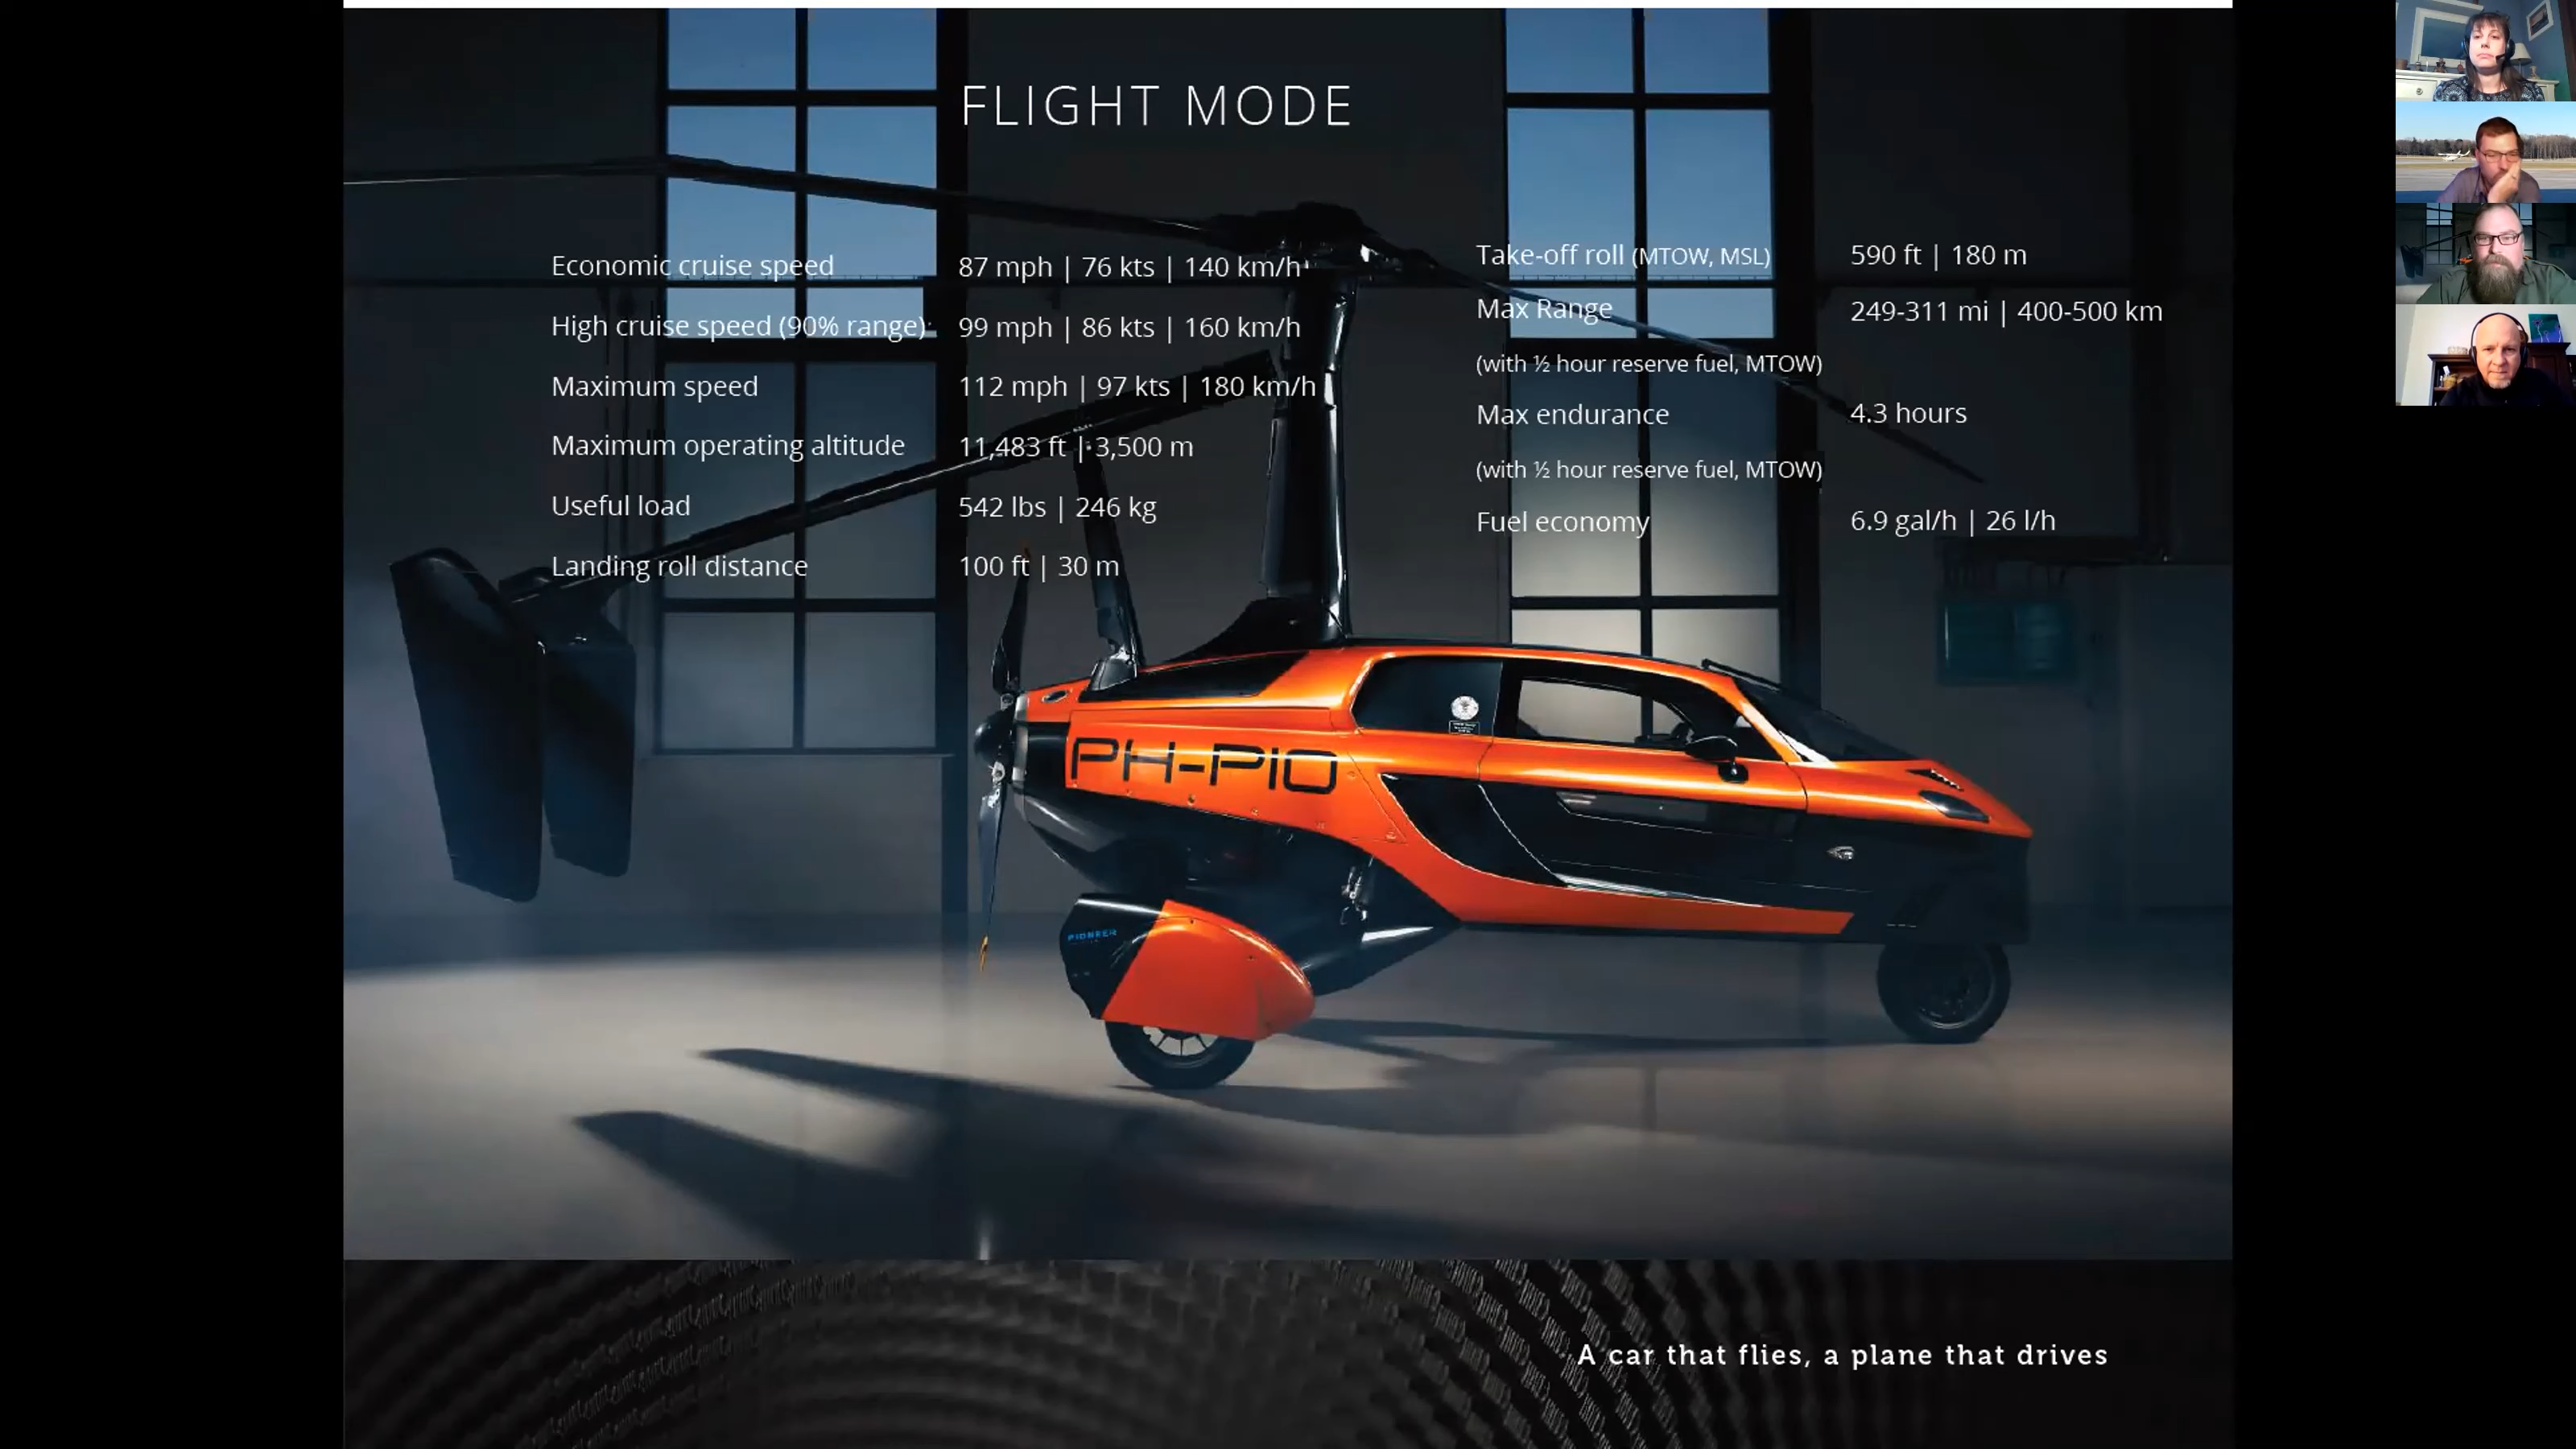 FLIGHT MODE
Economic cruise speed 87 mph | 76 kts | 140 km/h
High cruise speed (90% range) 99 mph | 86 kts | 160 km/h
Maximum speed 112 mph | 97 kts | 180 km/h
Maximum operating altitude 11,483 ft | 3,500 m
Useful load 542 lbs | 246 kg
Landing roll distance 100 ft | 30 m
Take-off roll (MTOW, MSL) 590 ft | 180 m
Max Range 249-311 mi | 400-500 km
(with ½ hour reserve fuel, MTOW)
Max endurance 4.3 hours
(with ½ hour reserve fuel, MTOW)
Fuel economy 6.9 gal/h | 26 l/h
PH-PIO
PIONEER
A car that flies, a plane that drives